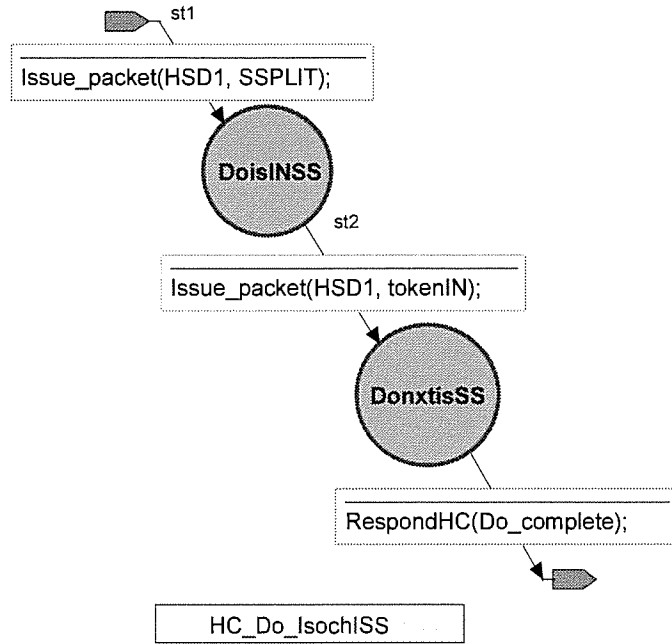 st1
Issue_packet(HSD1, SSPLIT);
DoisINSS
st2
Issue_packet(HSD1, tokenIN);
DonxtisSS
RespondHC(Do_complete);
HC_Do_IsochISS